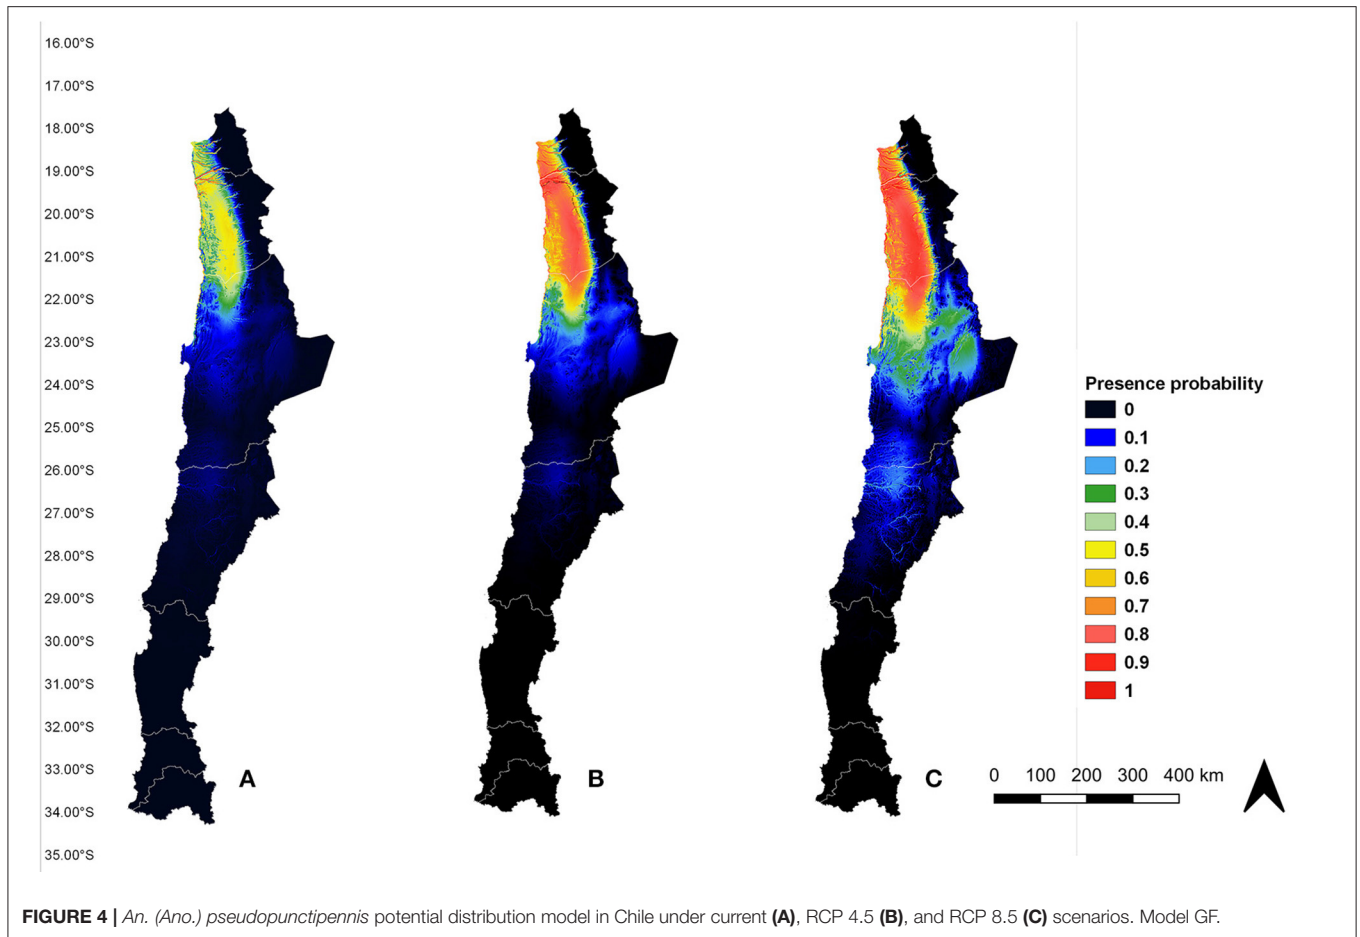 16.00°S
17.00°S
18.00°S
19.00°S
20.00°S
21.00°S
22.00°S
23.00°S
24.00°S
25.00°S
26.00°S
27.00°S
28.00°S
29.00°S
30.00°S
31.00°S
32.00°S
33.00°S
34.00°S
35.00°S
A
B
C
Presence probability
0
0.1
0.2
0.3
0.4
0.5
0.6
0.7
0.8
0.9
1
0 100 200 300 400 km
FIGURE 4 | An. (Ano.) pseudopunctipennis potential distribution model in Chile under current (A), RCP 4.5 (B), and RCP 8.5 (C) scenarios. Model GF.